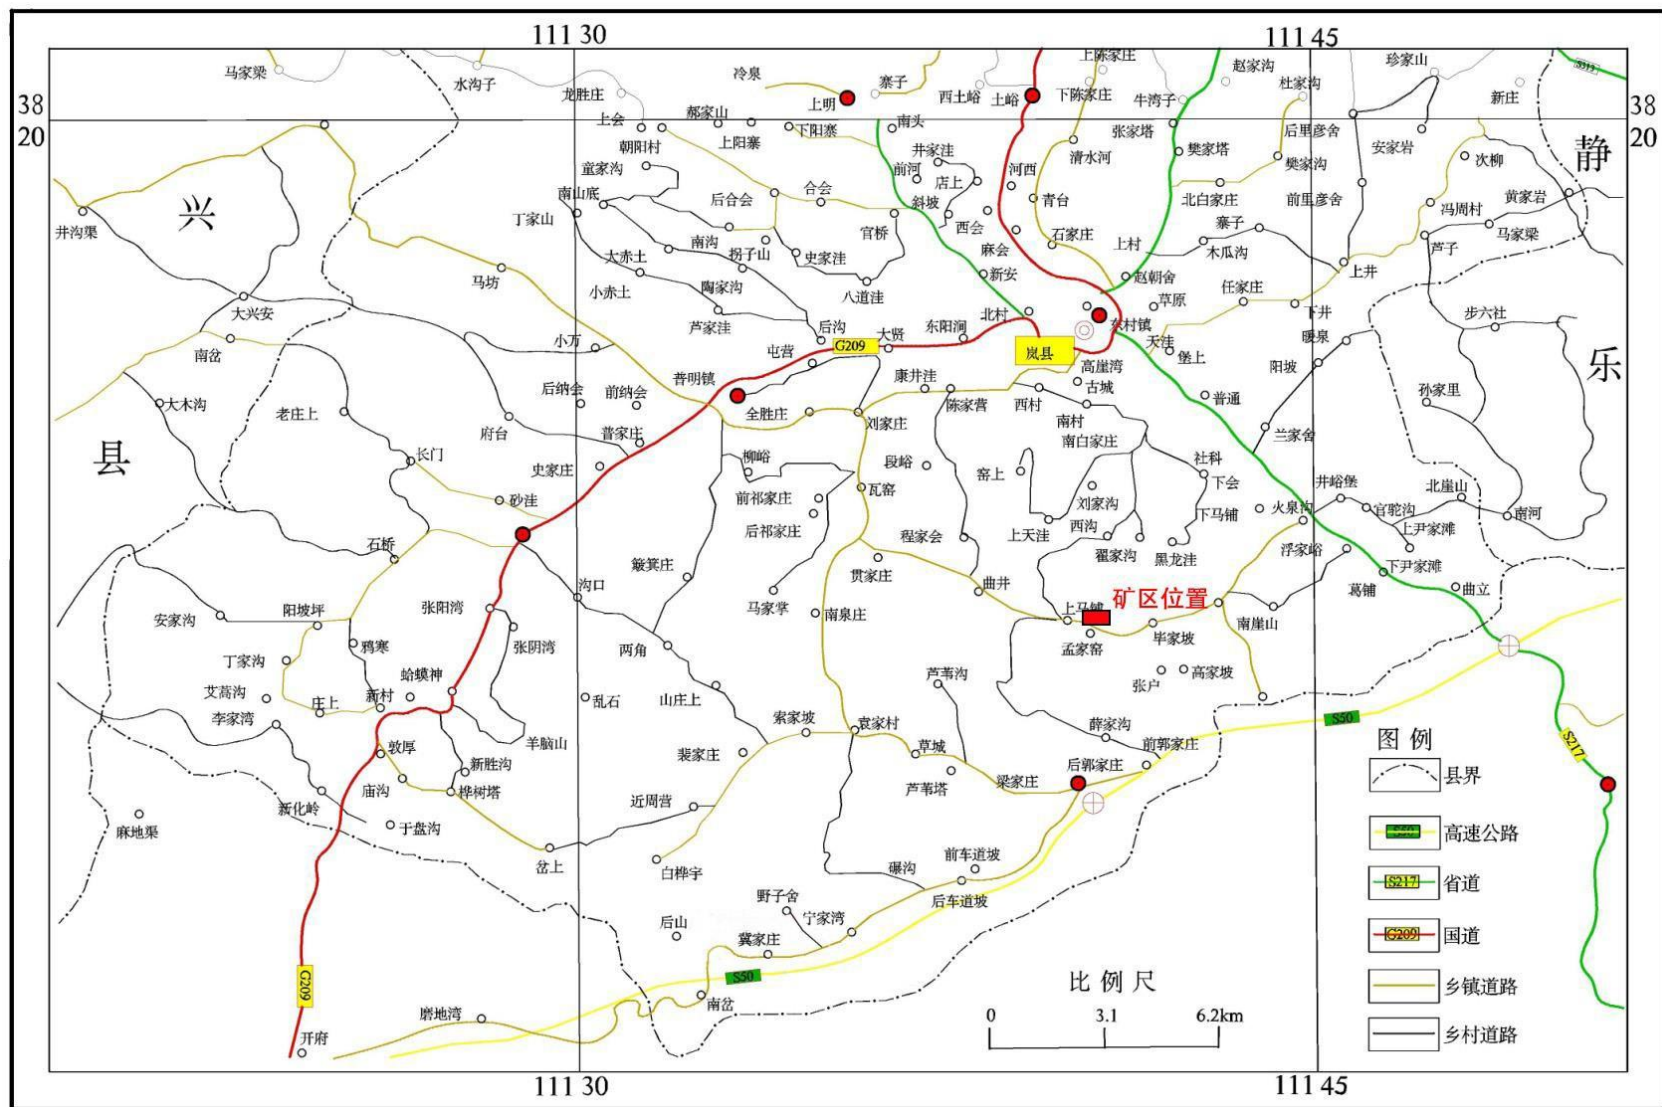 111 30
111 45
38
20
38
20
马家梁
水沟子
冷泉
寨子
上陈家庄
赵家沟
珍家山
S313
龙胜庄
上明
西土峪
土峪
下陈家庄
牛湾子
杜家沟
新庄
上会
郝家山
朝阳村
上阳寨
下阳寨
南头
张家塔
后里彦舍
安家岩
静
井家洼
清水河
樊家塔
樊家沟
次柳
童家沟
前河
店上
河西
南山底
后合会
合会
斜坡
青台
北白家庄
前里彦舍
冯周村
黄家岩
兴
丁家山
官桥
西会
石家庄
上村
寨子
马家梁
井沟渠
南沟
拐子山
史家洼
麻会
木瓜沟
芦子
大赤土
马坊
新安
赵朝舍
上井
小赤土
陶家沟
八道洼
任家庄
大兴安
芦家洼
后沟
北村
草原
下井
步六社
东村镇
暖泉
小万
屯营
G209
大贤
东阳涧
岚县
天洼
堡上
南岔
普明镇
高崖湾
阳坡
乐
后纳会
前纳会
康井洼
古城
孙家里
大木沟
老庄上
全胜庄
刘家庄
陈家营
西村
普通
府台
普家庄
南村
兰家舍
县
长门
史家庄
柳峪
段峪
窑上
南白家庄
社科
下会
井峪堡
北崖山
砂洼
前祁家庄
瓦窑
刘家沟
下马铺
火泉沟
官驼沟
南河
后祁家庄
程家会
上天洼
西沟
上尹家滩
石桥
簸箕庄
贯家庄
翟家沟
黑龙洼
浮家峪
下尹家滩
沟口
曲井
葛铺
曲立
安家沟
阳坡坪
张阳湾
马家掌
南泉庄
上马铺
矿区位置
南崖山
鸦寨
张阴湾
两角
孟家窑
毕家坡
丁家沟
蛤蟆神
芦苇沟
张户
高家坡
艾蒿沟
庄上
新村
乱石
山庄上
李家湾
索家坡
袁家村
薛家沟
S50
敦厚
羊脑山
裴家庄
草城
前郭家庄
S217
图 例
新胜沟
后郭家庄
县界
新化岭
庙沟
桦树塔
近周营
芦苇塔
梁家庄
麻地渠
于盘沟
S50
高速公路
岔上
白桦宇
碾沟
前车道坡
S217
省道
后山
野子舍
宁家湾
后车道坡
冀家庄
G209
国道
G209
S50
比 例 尺
乡镇道路
磨地湾
南岔
0
3.1
6.2km
乡村道路
开府
111 30
111 45